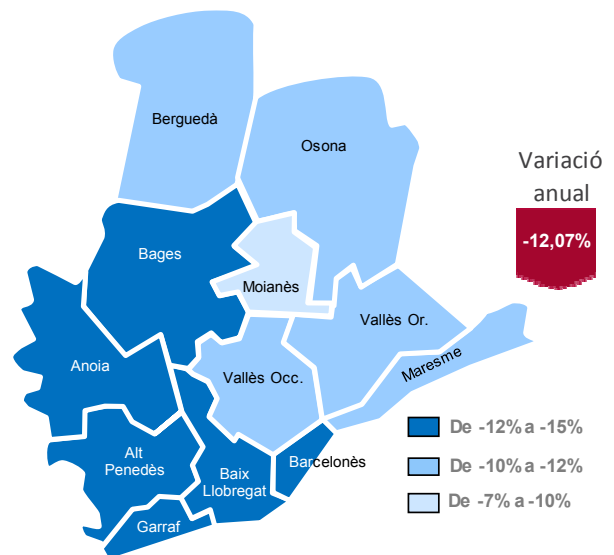 Berguedà
Osona
Variació
anual
-12,07%
Bages
Moianès
Vallès Or.
Anoia
Vallès Occ.
Maresme
De -12% a -15%
Alt
Penedès
Barcelonès
Baix
Llobregat
De -10% a -12%
De -7% a -10%
Garraf